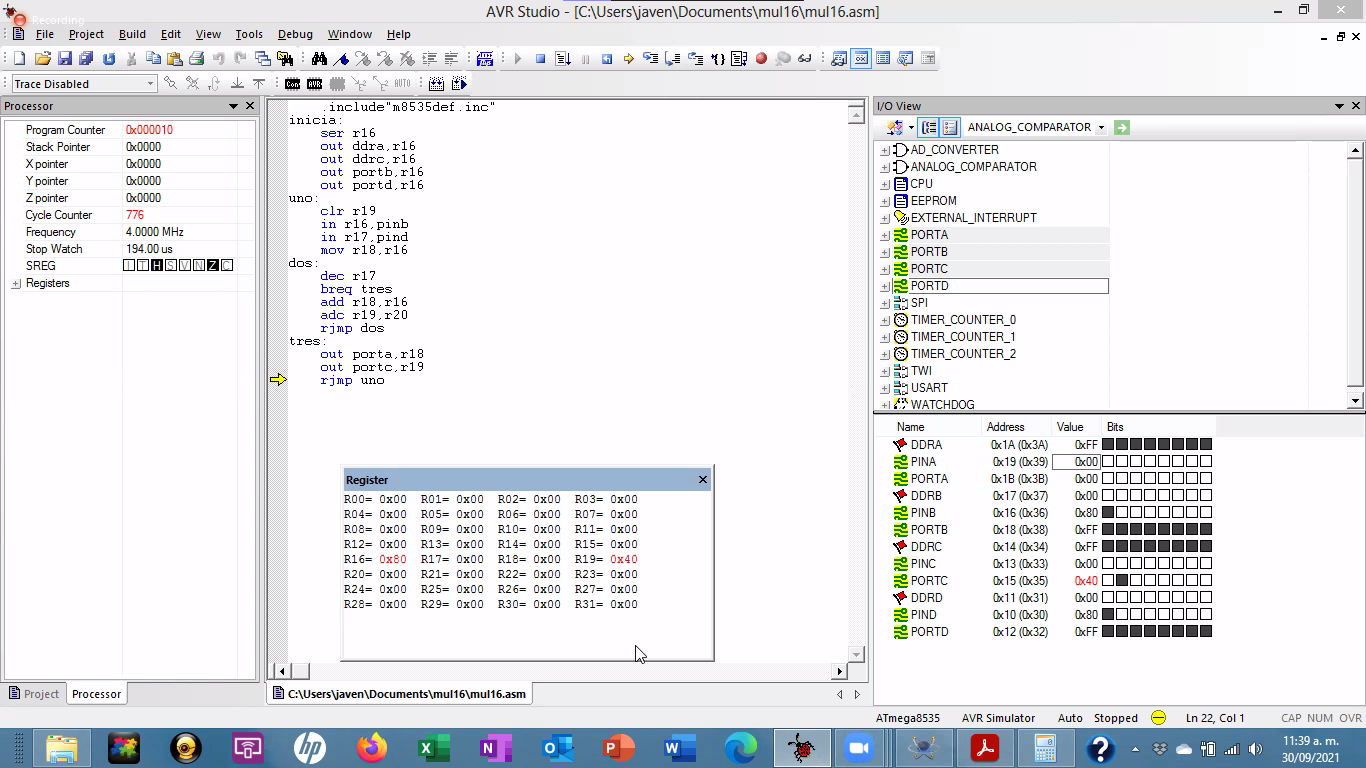 Recording
AVR Studio - [C:\Users\javen\Documents\mul16\mul16.asm]
File Project Build Edit View Tools Debug Window Help
Trace Disabled
Con AVR AUTO
Processor
Program Counter 0x000010
Stack Pointer 0x0000
X pointer 0x0000
Y pointer 0x0000
Z pointer 0x0000
Cycle Counter 776
Frequency 4.0000 MHz
Stop Watch 194.00 us
SREG I T H S V N Z C
Registers
Project Processor
.include"m8535def.inc"
inicia:
ser r16
out ddra,r16
out ddrc,r16
out portb,r16
out portd,r16
uno:
clr r19
in r16,pinb
in r17,pind
mov r18,r16
dos:
dec r17
breq tres
add r18,r16
adc r19,r20
rjmp dos
tres:
out porta,r18
out portc,r19
rjmp uno
Register
R00= 0x00 R01= 0x00 R02= 0x00 R03= 0x00
R04= 0x00 R05= 0x00 R06= 0x00 R07= 0x00
R08= 0x00 R09= 0x00 R10= 0x00 R11= 0x00
R12= 0x00 R13= 0x00 R14= 0x00 R15= 0x00
R16= 0x80 R17= 0x00 R18= 0x00 R19= 0x40
R20= 0x00 R21= 0x00 R22= 0x00 R23= 0x00
R24= 0x00 R25= 0x00 R26= 0x00 R27= 0x00
R28= 0x00 R29= 0x00 R30= 0x00 R31= 0x00
C:\Users\javen\Documents\mul16\mul16.asm
I/O View
ANALOG_COMPARATOR
AD_CONVERTER
ANALOG_COMPARATOR
CPU
EEPROM
EXTERNAL_INTERRUPT
PORTA
PORTB
PORTC
PORTD
SPI
TIMER_COUNTER_0
TIMER_COUNTER_1
TIMER_COUNTER_2
TWI
USART
WATCHDOG
Name Address Value Bits
DDRA 0x1A (0x3A) 0xFF
PINA 0x19 (0x39) 0x00
PORTA 0x1B (0x3B) 0x00
DDRB 0x17 (0x37) 0x00
PINB 0x16 (0x36) 0x80
PORTB 0x18 (0x38) 0xFF
DDRC 0x14 (0x34) 0xFF
PINC 0x13 (0x33) 0x00
PORTC 0x15 (0x35) 0x40
DDRD 0x11 (0x31) 0x00
PIND 0x10 (0x30) 0x80
PORTD 0x12 (0x32) 0xFF
ATmega8535 AVR Simulator Auto Stopped Ln 22, Col 1 CAP NUM OVR
11:39 a. m.
30/09/2021